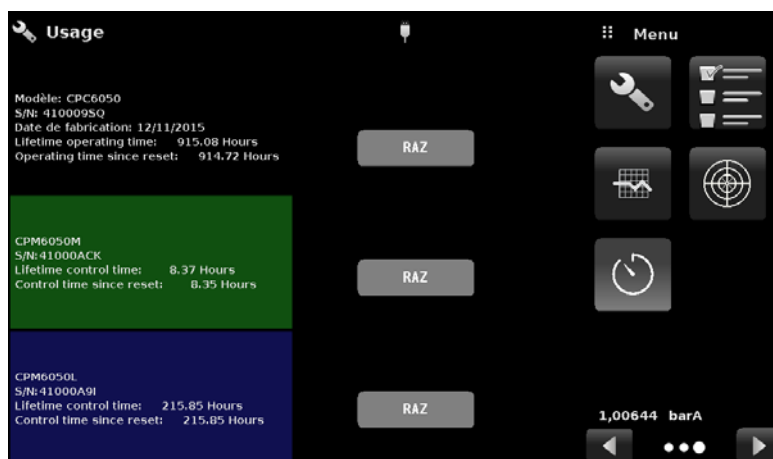 Usage
Menu
Modèle: CPC6050
S/N: 410009SQ
Date de fabrication: 12/11/2015
Lifetime operating time: 915.08 Hours
Operating time since reset: 914.72 Hours
RAZ
CPM6050M
S/N:41000ACK
Lifetime control time: 8.37 Hours
Control time since reset: 8.35 Hours
RAZ
CPM6050L
S/N:41000A9I
Lifetime control time: 215.85 Hours
Control time since reset: 215.85 Hours
RAZ
1,00644 barA